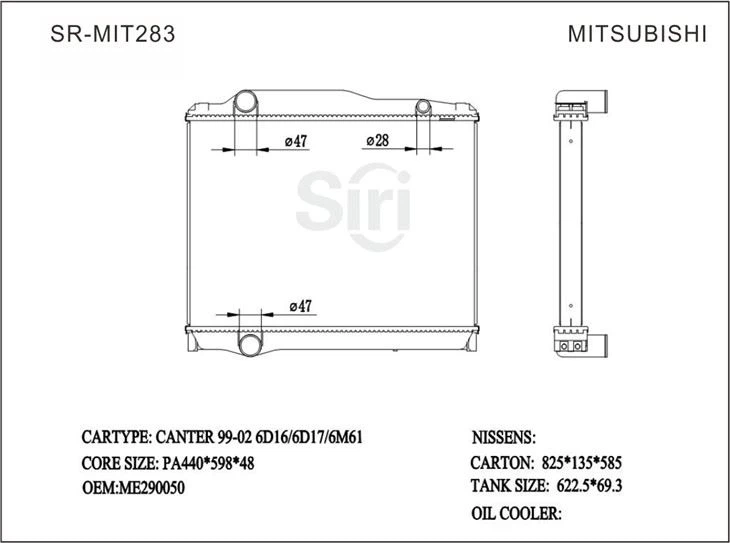 SR-MIT283
MITSUBISHI
ø47
ø28
Siri
ø47
CARTYPE: CANTER 99-02 6D16/6D17/6M61
CORE SIZE: PA440*598*48
OEM:ME290050
NISSENS:
CARTON: 825*135*585
TANK SIZE: 622.5*69.3
OIL COOLER: